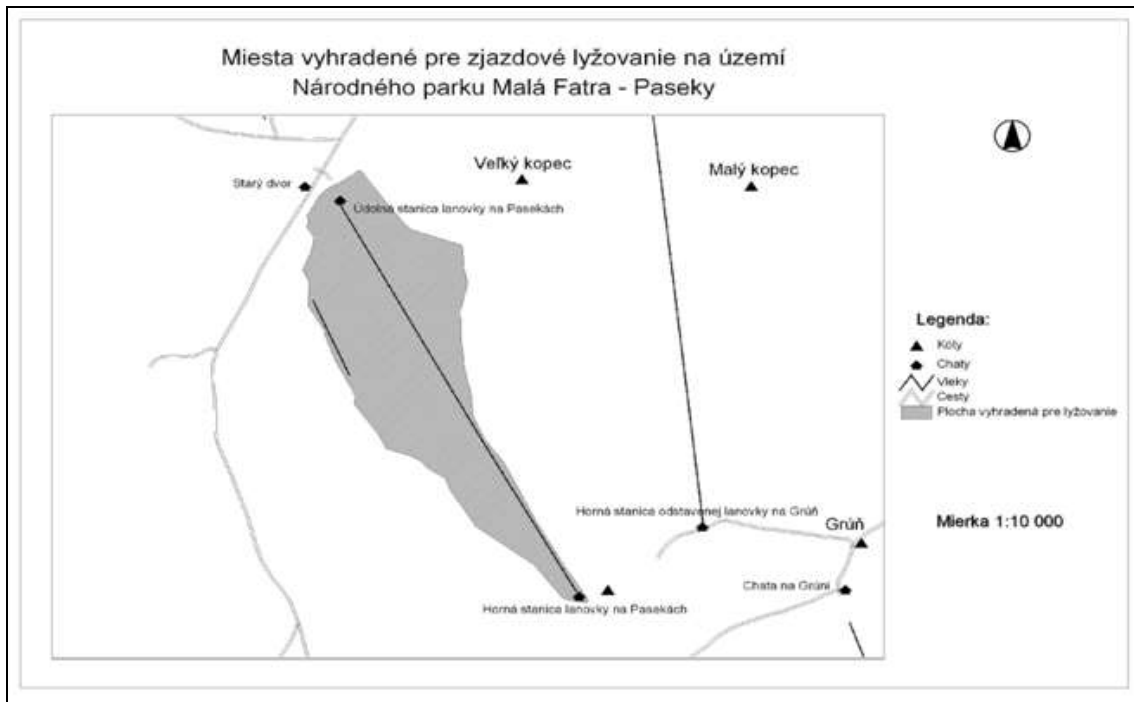 Miesta vyhradené pre zjazdové lyžovanie na území
Národného parku Malá Fatra - Paseky
Veľký kopec
Malý kopec
Starý dvor
Údolná stanica lanovky na Pasekách
Legenda:
Kóty
Chaty
Vleky
Cesty
Plocha vyhradená pre lyžovanie
Horná stanica odstavenej lanovky na Grúň
Grúň
Mierka 1:10 000
Chata na Grúni
Horná stanica lanovky na Pasekách